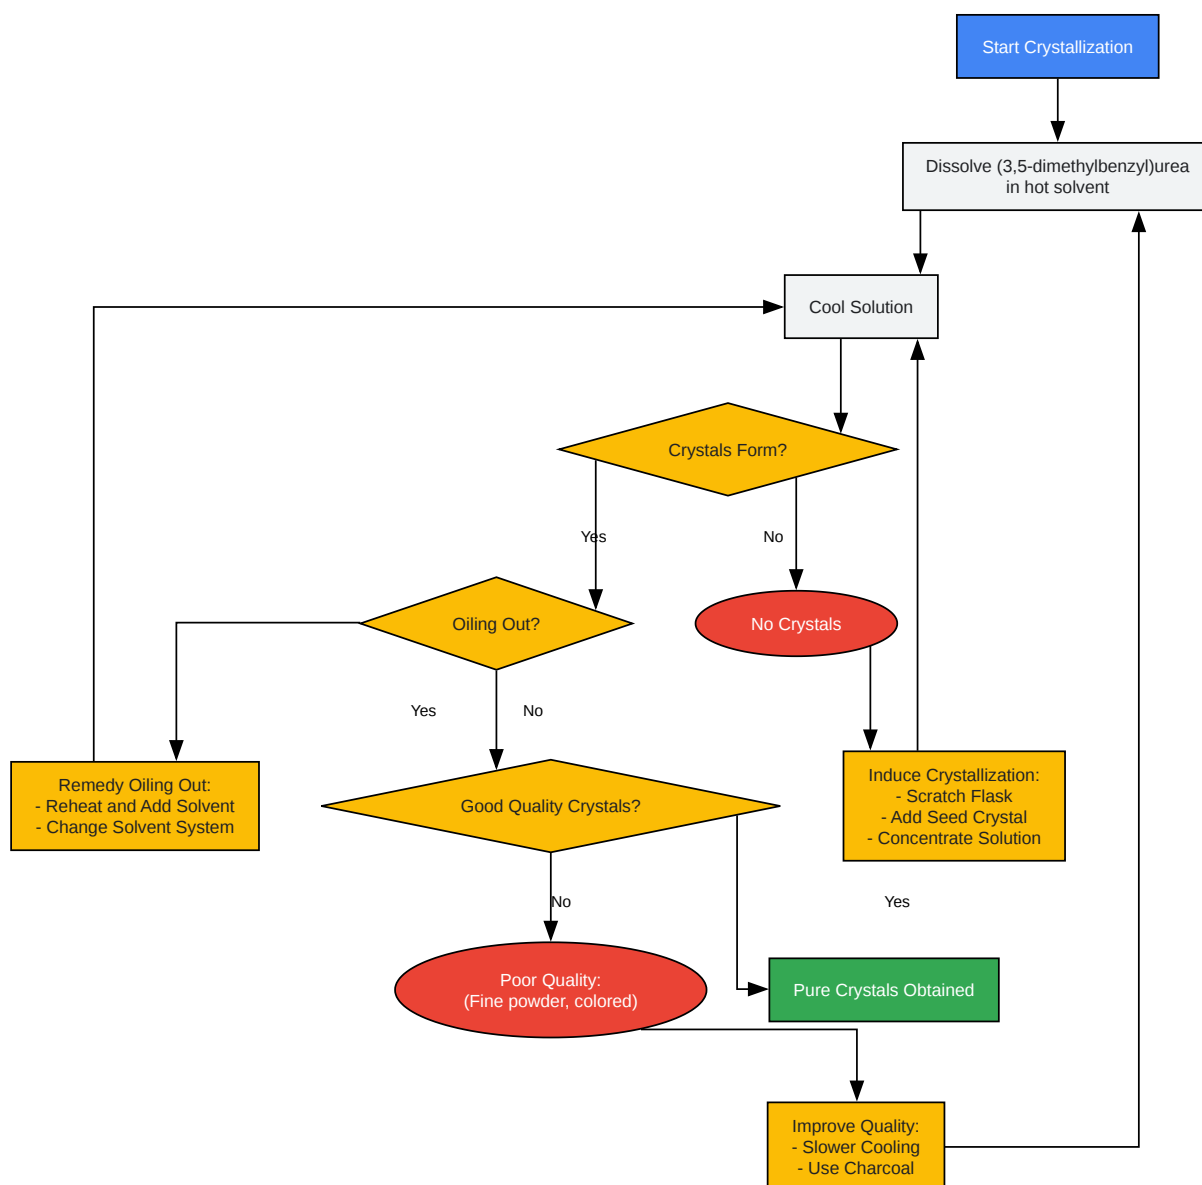 Start Crystallization
Dissolve (3,5-dimethylbenzyl)urea
in hot solvent
Cool Solution
Crystals Form?
Yes
No
Oiling Out?
No Crystals
Yes
No
Remedy Oiling Out:
- Reheat and Add Solvent
- Change Solvent System
Good Quality Crystals?
Induce Crystallization:
- Scratch Flask
- Add Seed Crystal
- Concentrate Solution
No
Yes
Poor Quality:
(Fine powder, colored)
Pure Crystals Obtained
Improve Quality:
- Slower Cooling
- Use Charcoal